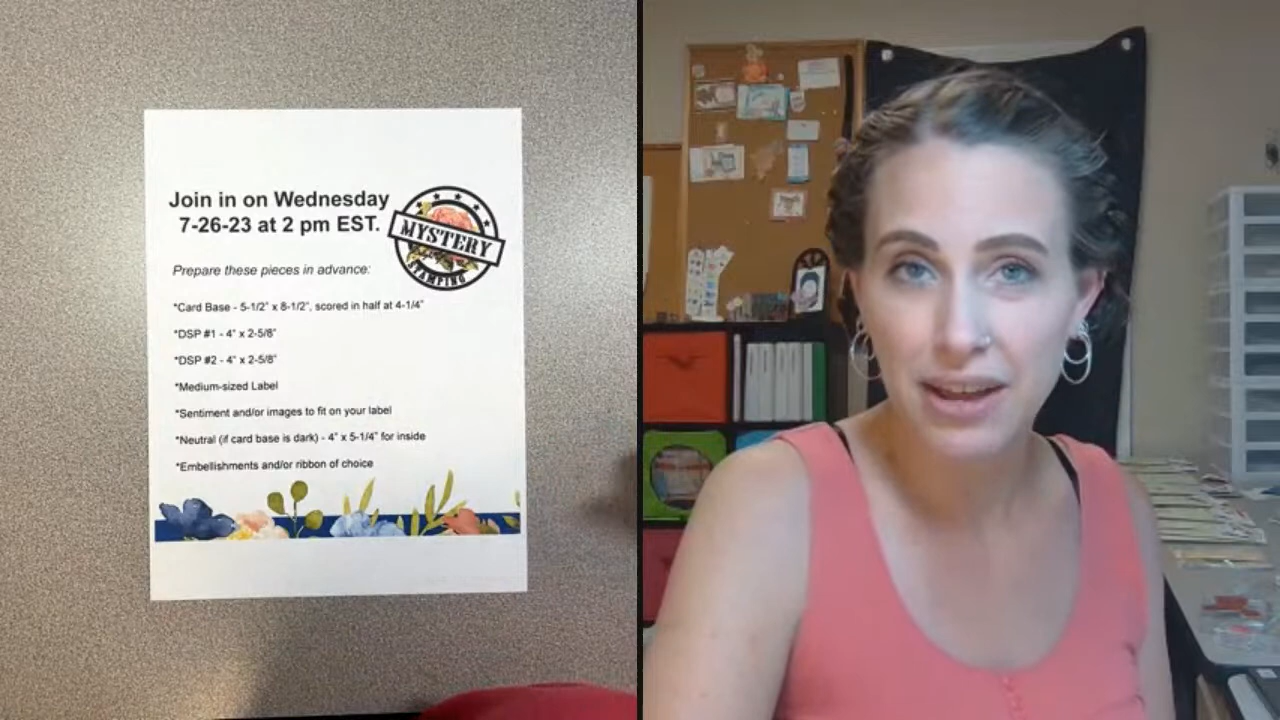 Join in on Wednesday
7-26-23 at 2 pm EST.
MYSTERY
STAMPING
Prepare these pieces in advance:
*Card Base - 5-1/2" x 8-1/2", scored in half at 4-1/4"
*DSP #1 - 4" x 2-5/8"
*DSP #2 - 4" x 2-5/8"
*Medium-sized Label
*Sentiment and/or images to fit on your label
*Neutral (if card base is dark) - 4" x 5-1/4" for inside
*Embellishments and/or ribbon of choice